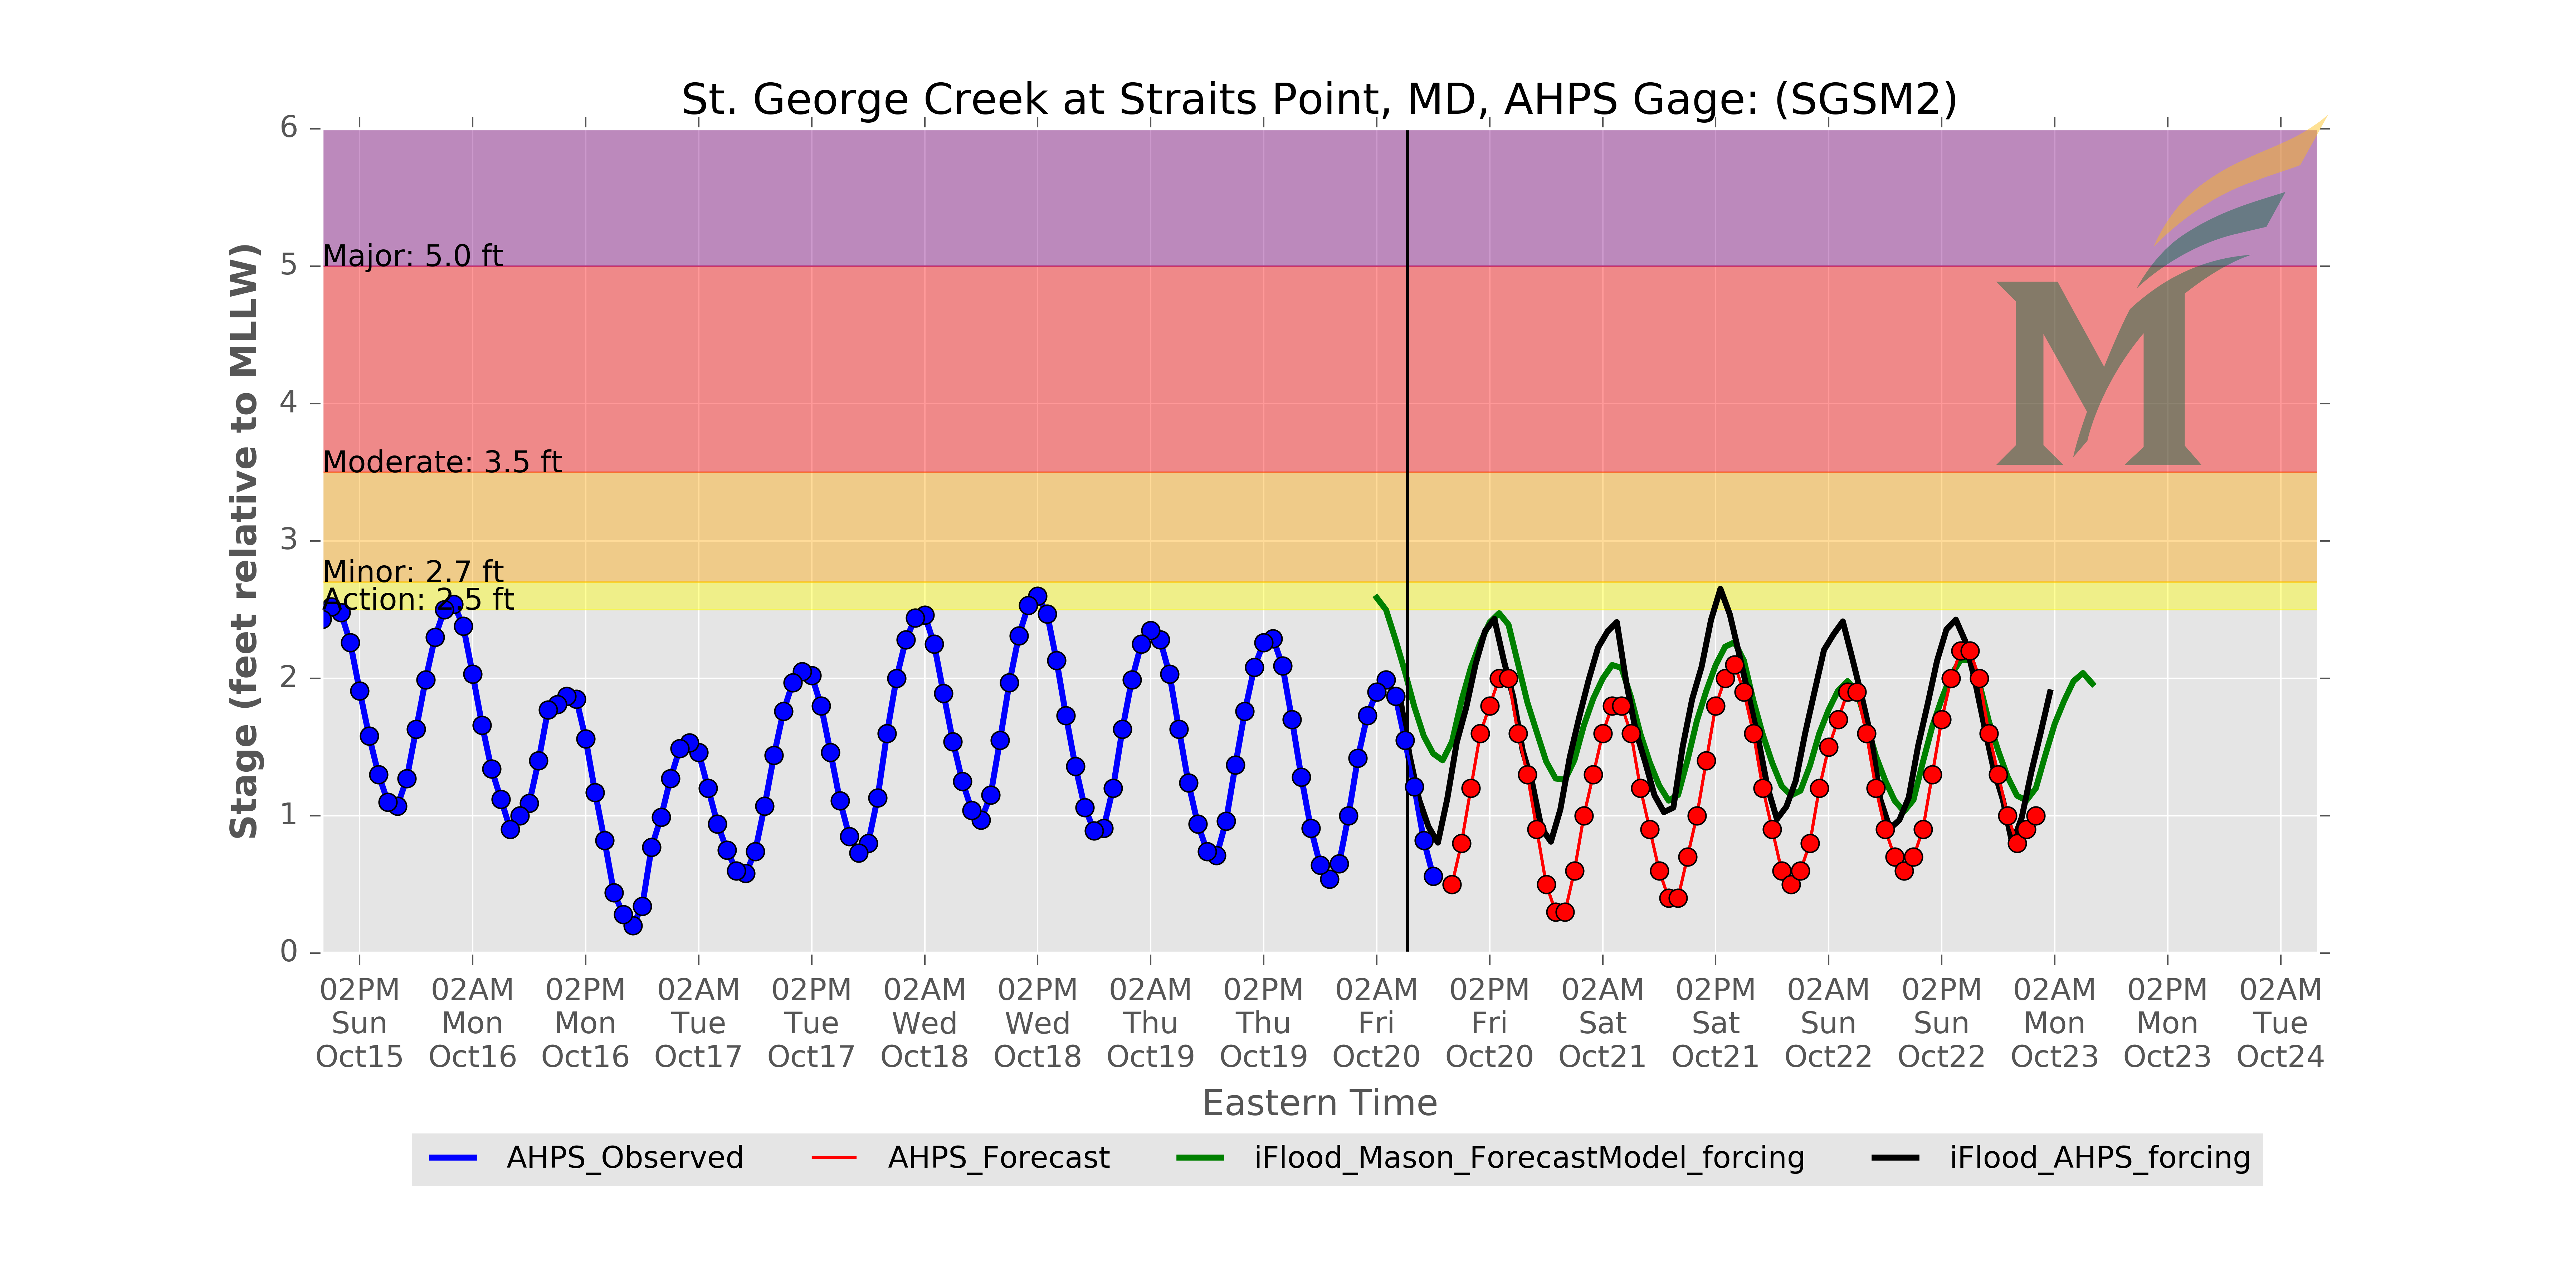 St. George Creek at Straits Point, MD, AHPS Gage: (SGSM2)
Stage (feet relative to MLLW)
6
5
4
3
2
1
0
Major: 5.0 ft
Moderate: 3.5 ft
Minor: 2.7 ft
Action: 2.5 ft
M
02PM 02AM 02PM 02AM 02PM 02AM 02PM 02AM 02PM 02AM 02PM 02AM 02PM 02AM 02PM 02AM 02PM 02AM
Sun Mon Mon Tue Tue Wed Wed Thu Thu Fri Fri Sat Sat Sun Sun Mon Mon Tue
Oct15 Oct16 Oct16 Oct17 Oct17 Oct18 Oct18 Oct19 Oct19 Oct20 Oct20 Oct21 Oct21 Oct22 Oct22 Oct23 Oct23 Oct24
Eastern Time
AHPS_Observed AHPS_Forecast iFlood_Mason_ForecastModel_forcing iFlood_AHPS_forcing